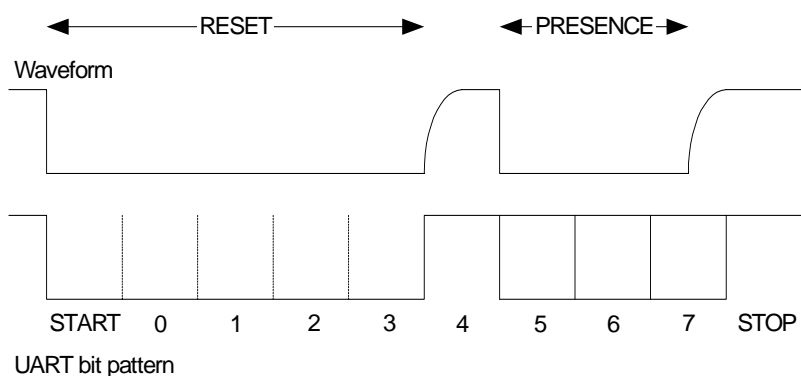 RESET PRESENCE
Waveform
START 0 1 2 3 4 5 6 7 STOP
UART bit pattern